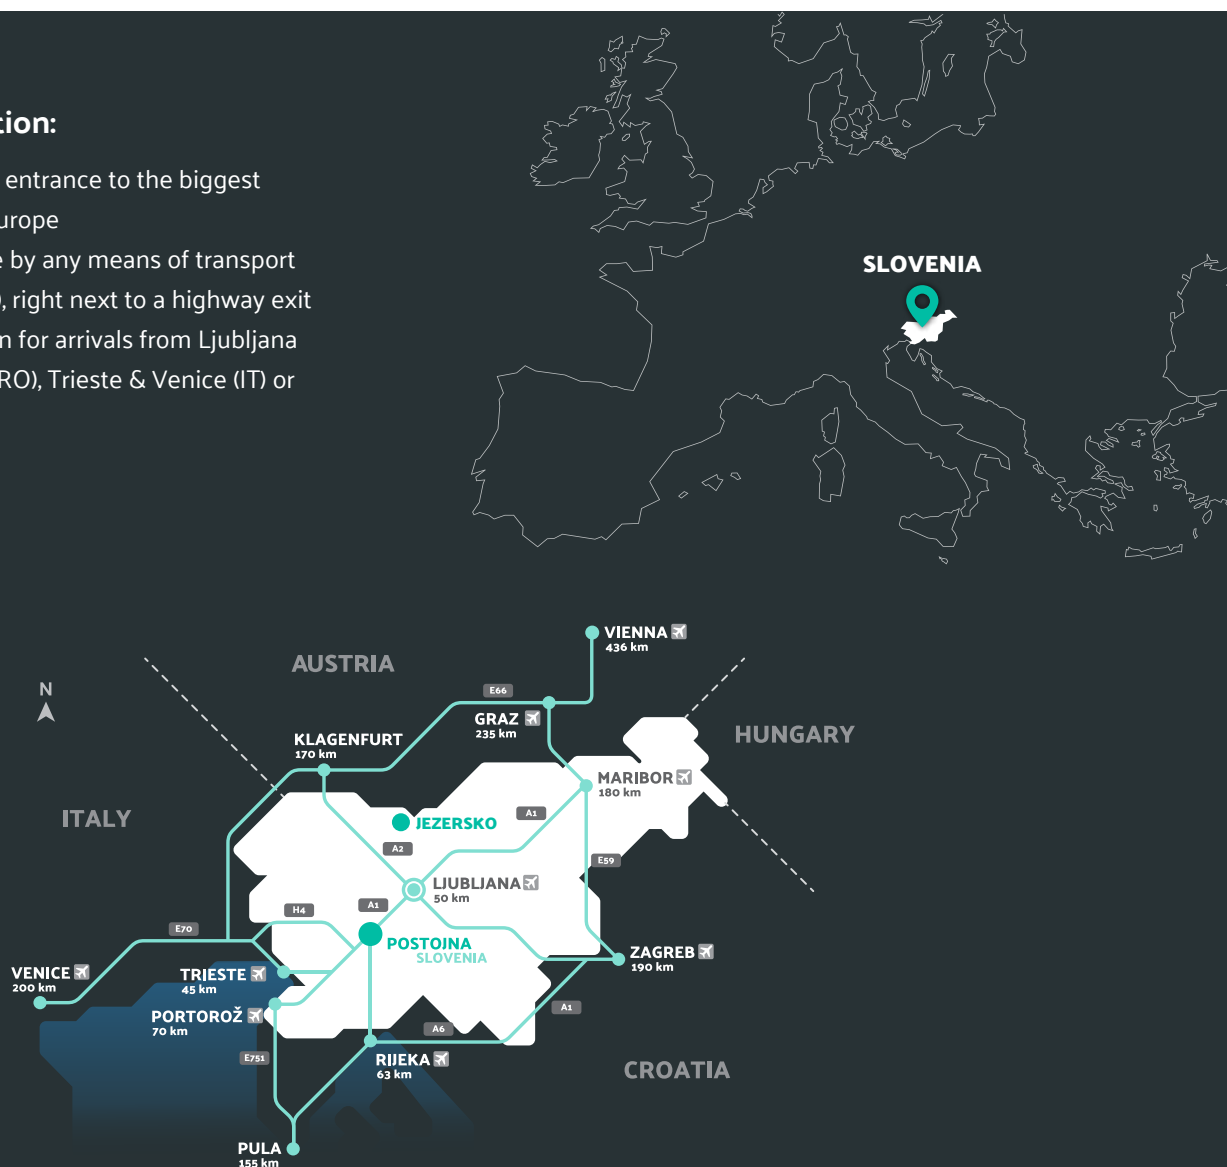 tion:
entrance to the biggest
urope
e by any means of transport
), right next to a highway exit
n for arrivals from Ljubljana
RO), Trieste & Venice (IT) or
SLOVENIA
VIENNA
436 km
AUSTRIA
N
E66
GRAZ
235 km
HUNGARY
KLAGENFURT
170 km
MARIBOR
180 km
ITALY
A1
JEZERSKO
A2
E59
LJUBLJANA
50 km
A1
H4
E70
POSTOJNA
SLOVENIA
ZAGREB
190 km
VENICE
200 km
TRIESTE
45 km
PORTOROŽ
70 km
A1
A6
E751
RIJEKA
63 km
CROATIA
PULA
155 km